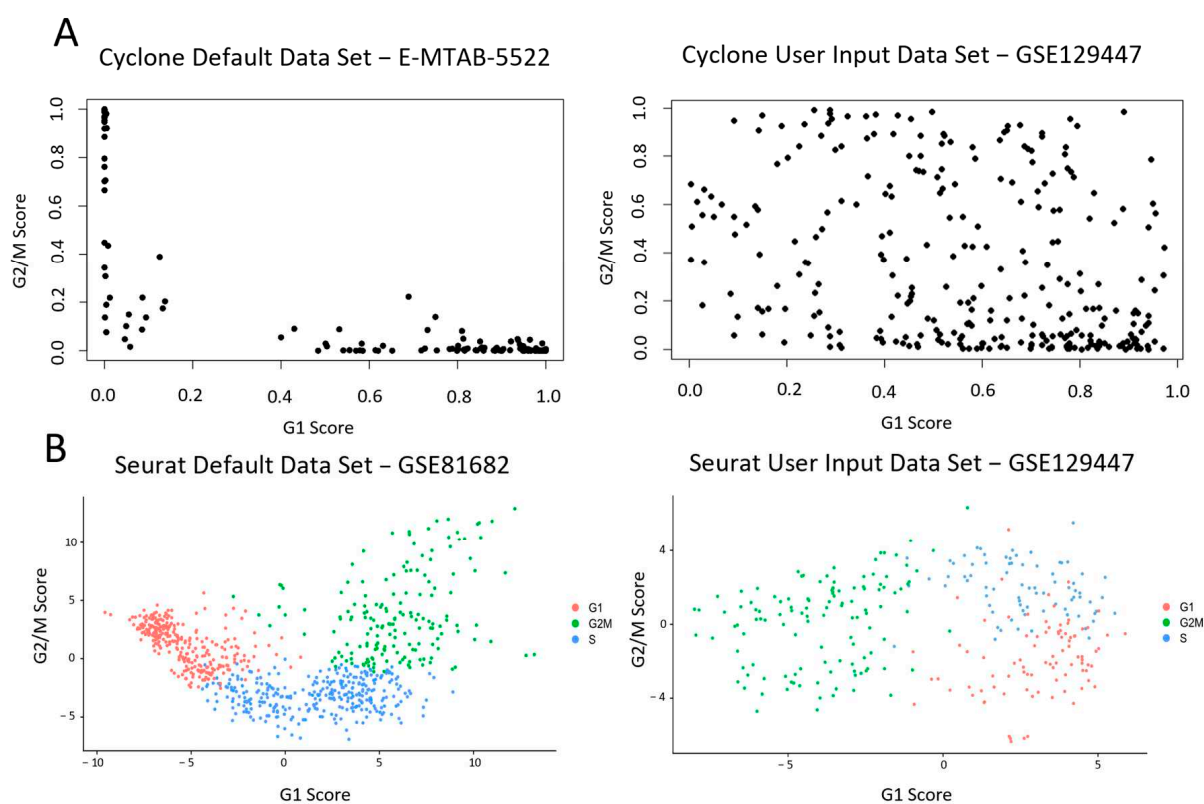 A
Cyclone Default Data Set – E-MTAB-5522
Cyclone User Input Data Set – GSE129447
G2/M Score
1.0
0.8
0.6
0.4
0.2
0.0
0.0 0.2 0.4 0.6 0.8 1.0
G1 Score
G2/M Score
1.0
0.8
0.6
0.4
0.2
0.0
0.0 0.2 0.4 0.6 0.8 1.0
G1 Score
B
Seurat Default Data Set – GSE81682
Seurat User Input Data Set – GSE129447
G2/M Score
10
5
0
– 5
– 10 – 5 0 5 10
G1 Score
G1
G2M
S
G2/M Score
4
0
– 4
– 5 0 5
G1 Score
G1
G2M
S